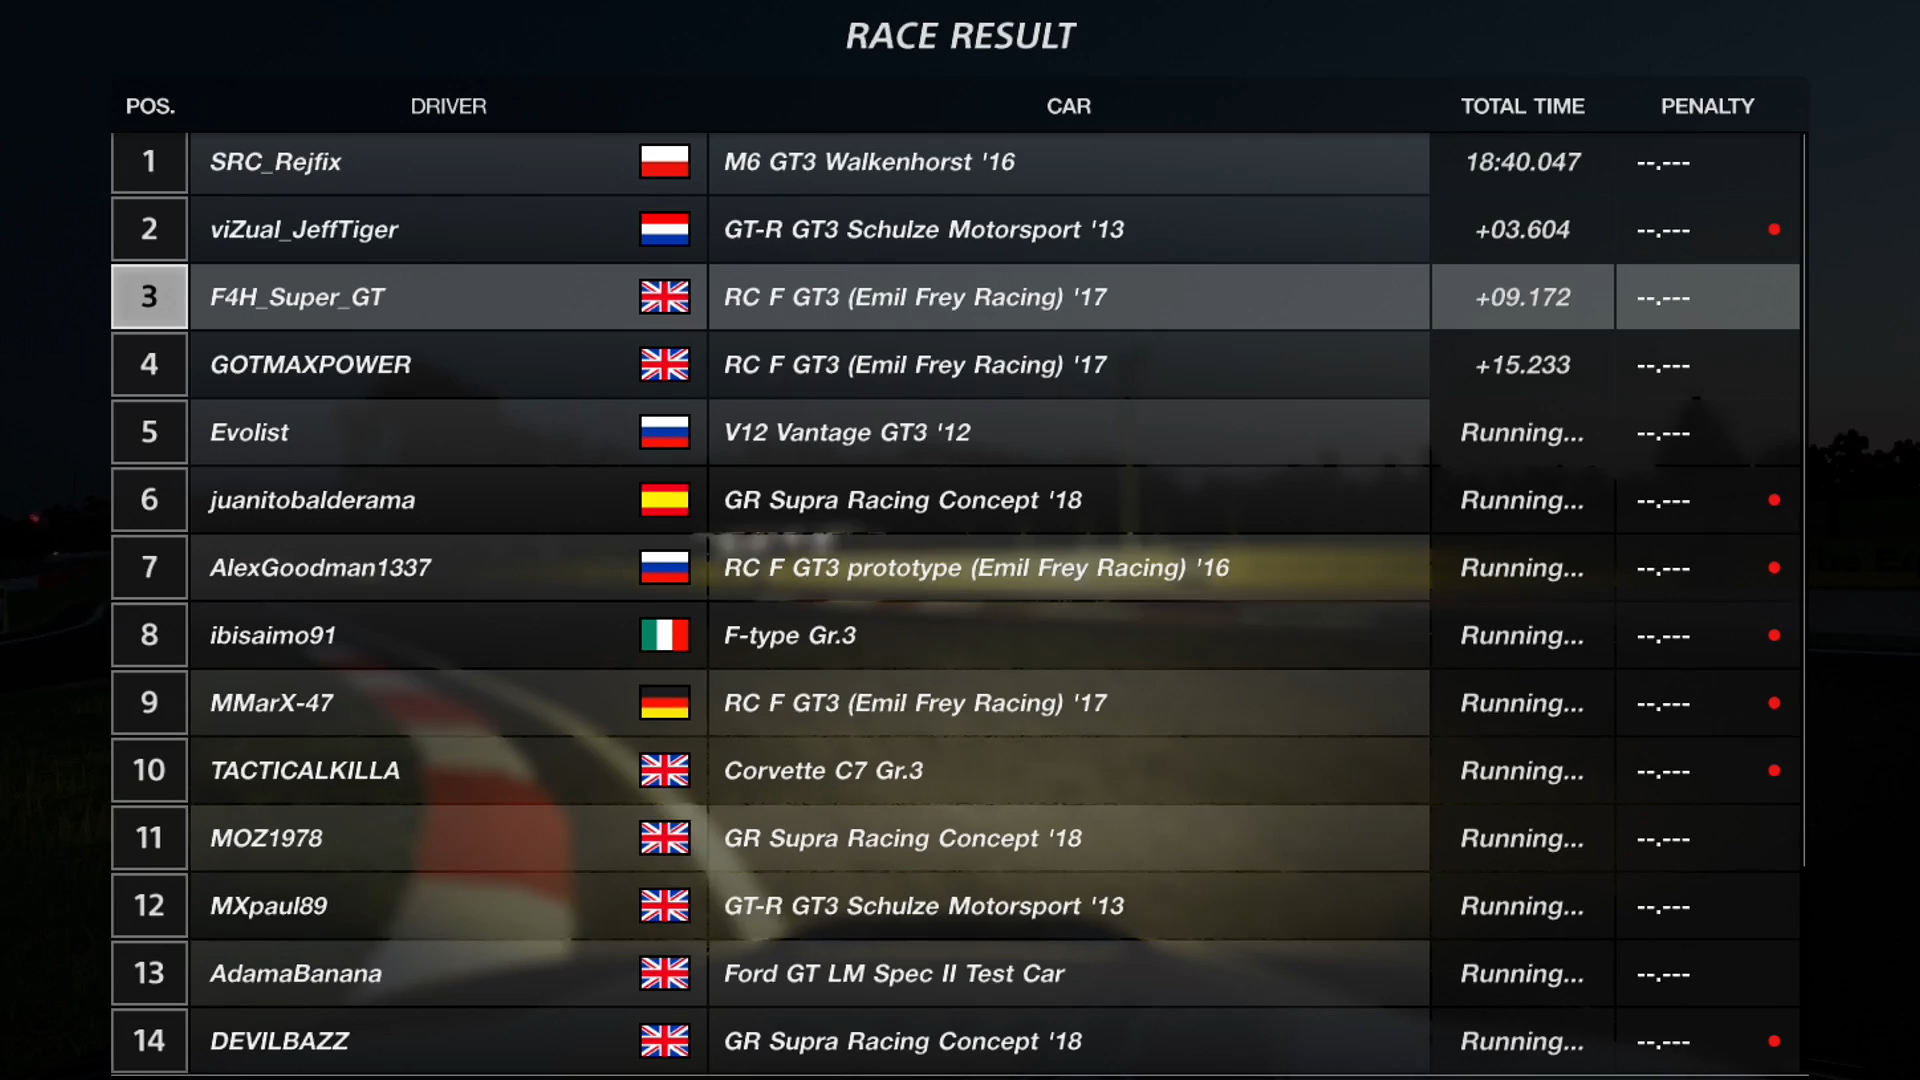 RACE RESULT
POS. DRIVER CAR TOTAL TIME PENALTY
1 SRC_Rejfix M6 GT3 Walkenhorst '16 18:40.047 --.---
2 viZual_JeffTiger GT-R GT3 Schulze Motorsport '13 +03.604 --.---
3 F4H_Super_GT RC F GT3 (Emil Frey Racing) '17 +09.172 --.---
4 GOTMAXPOWER RC F GT3 (Emil Frey Racing) '17 +15.233 --.---
5 Evolist V12 Vantage GT3 '12 Running... --.---
6 juanitobalderama GR Supra Racing Concept '18 Running... --.---
7 AlexGoodman1337 RC F GT3 prototype (Emil Frey Racing) '16 Running... --.---
8 ibisaimo91 F-type Gr.3 Running... --.---
9 MMarX-47 RC F GT3 (Emil Frey Racing) '17 Running... --.---
10 TACTICALKILLA Corvette C7 Gr.3 Running... --.---
11 MOZ1978 GR Supra Racing Concept '18 Running... --.---
12 MXpaul89 GT-R GT3 Schulze Motorsport '13 Running... --.---
13 AdamaBanana Ford GT LM Spec II Test Car Running... --.---
14 DEVILBAZZ GR Supra Racing Concept '18 Running... --.---